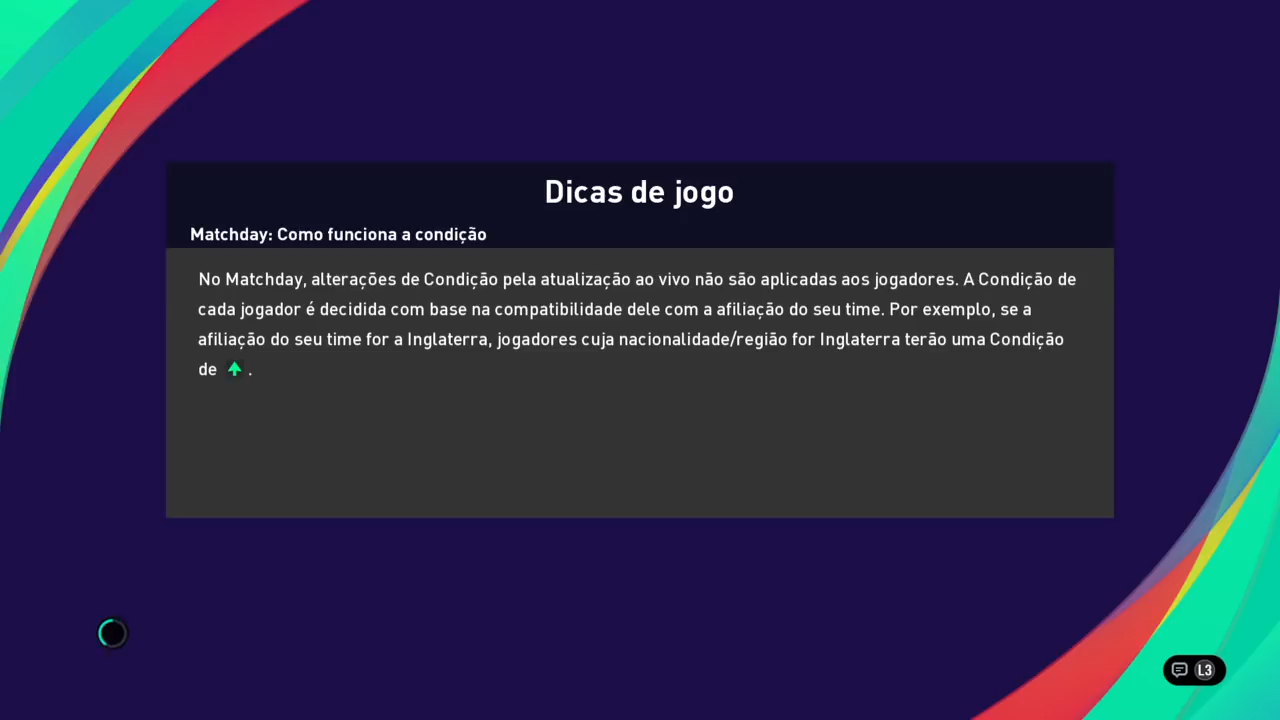 Dicas de jogo
Matchday: Como funciona a condição
No Matchday, alterações de Condição pela atualização ao vivo não são aplicadas aos jogadores. A Condição de
cada jogador é decidida com base na compatibilidade dele com a afiliação do seu time. Por exemplo, se a
afiliação do seu time for a Inglaterra, jogadores cuja nacionalidade/região for Inglaterra terão uma Condição
de .
L3